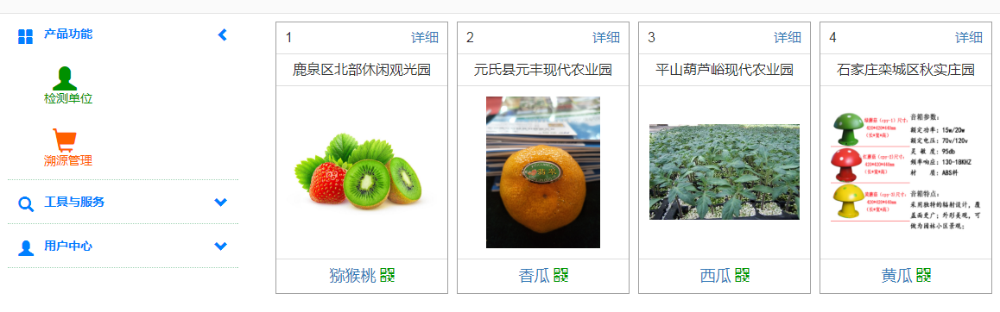 产品功能
检测单位
溯源管理
工具与服务
用户中心
1 详细
鹿泉区北部休闲观光园
猕猴桃
2 详细
元氏县元丰现代农业园
香瓜
3 详细
平山葫芦峪现代农业园
西瓜
4 详细
石家庄栾城区秋实庄园
音箱参数:
额定功率: 15w/20w
额定电压: 70v/120v
灵 敏 度: 95db
频率响应: 130-18KHZ
材 质: ABS料
音箱特点:
采用独特的辐射设计, 覆
盖面更广; 外形美观, 可
做为园林小区景观;
黄瓜